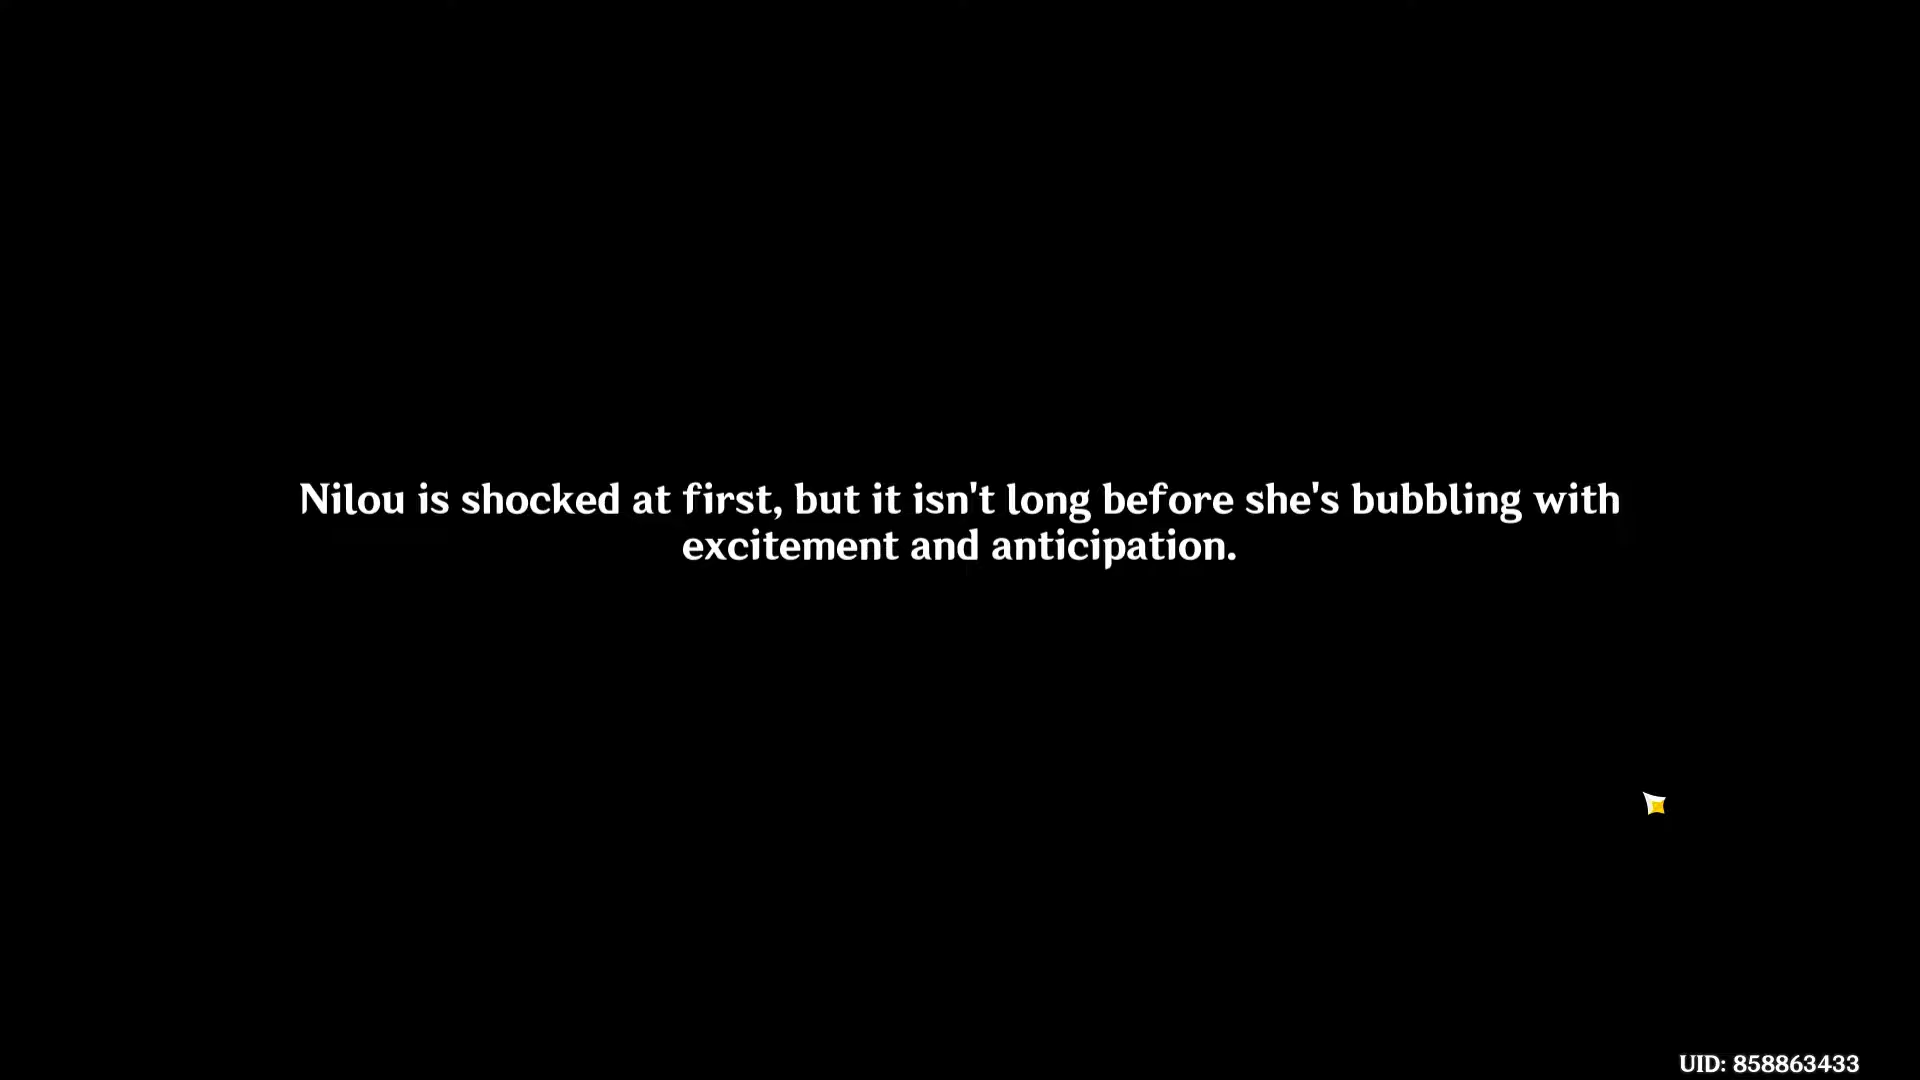 Nilou is shocked at first, but it isn't long before she's bubbling with
excitement and anticipation.
UID: 858863433